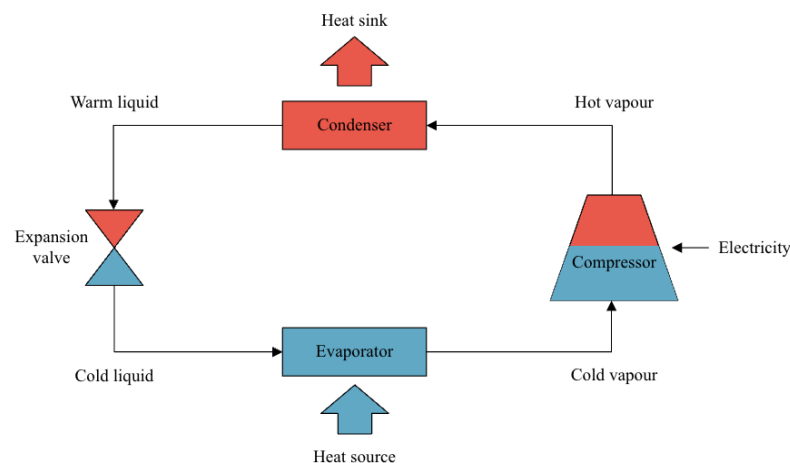 Heat sink
Warm liquid
Hot vapour
Condenser
Expansion
valve
Electricity
Compressor
Evaporator
Cold liquid
Cold vapour
Heat source